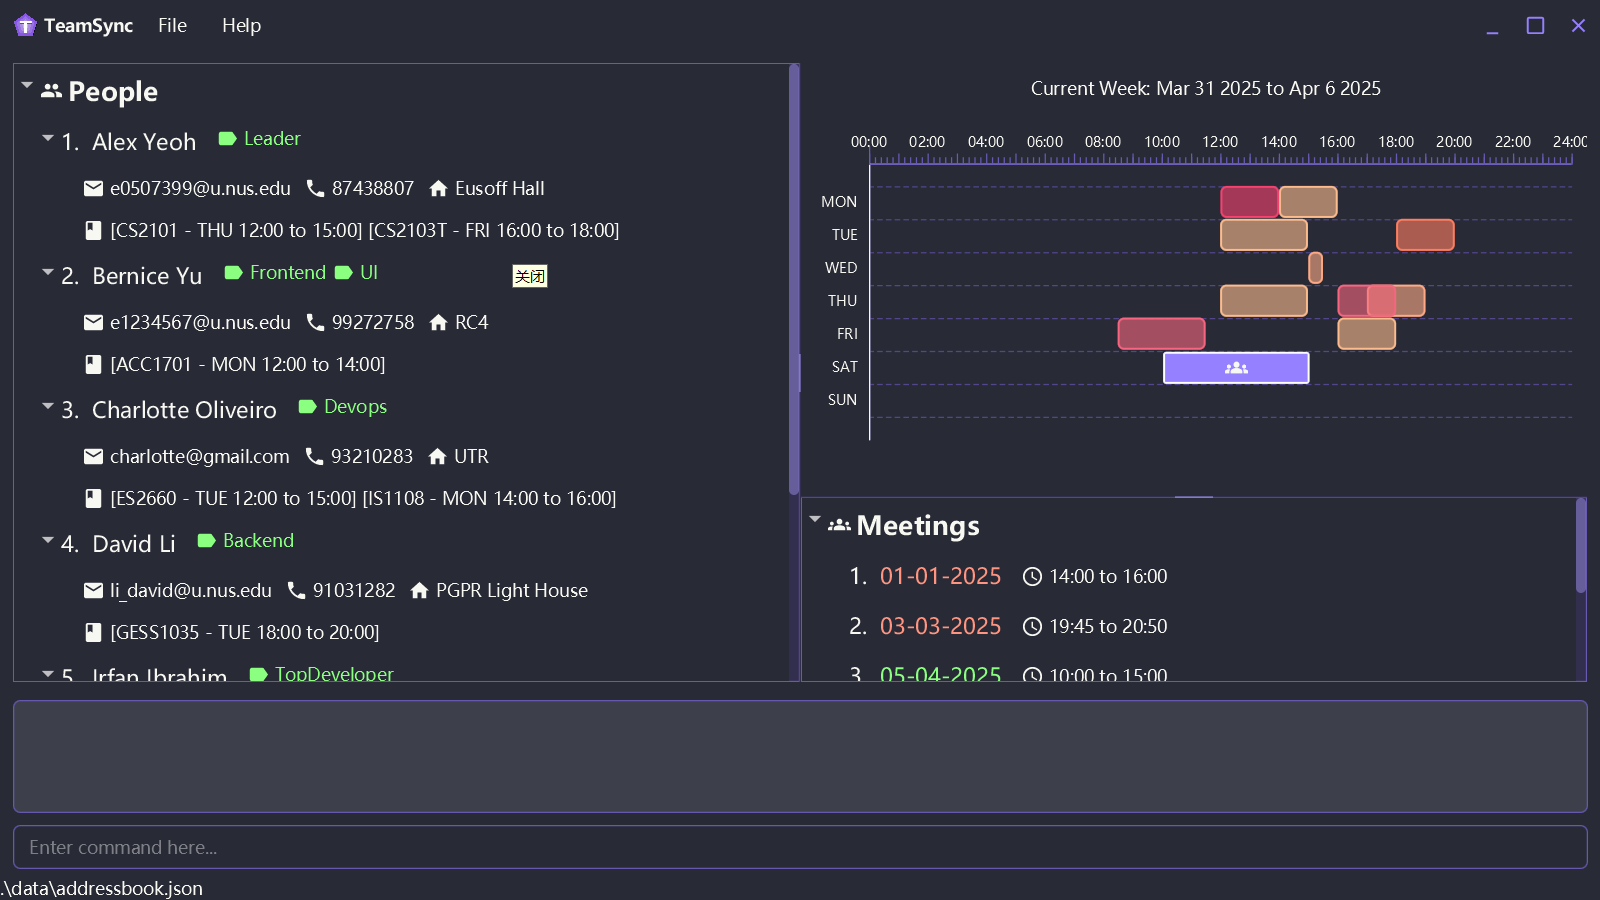 TeamSync File Help
People
1. Alex Yeoh Leader
e0507399@u.nus.edu 87438807 Eusoff Hall
[CS2101 - THU 12:00 to 15:00] [CS2103T - FRI 16:00 to 18:00]
2. Bernice Yu Frontend UI
关闭
e1234567@u.nus.edu 99272758 RC4
[ACC1701 - MON 12:00 to 14:00]
3. Charlotte Oliveiro Devops
charlotte@gmail.com 93210283 UTR
[ES2660 - TUE 12:00 to 15:00] [IS1108 - MON 14:00 to 16:00]
4. David Li Backend
li_david@u.nus.edu 91031282 PGPR Light House
[GESS1035 - TUE 18:00 to 20:00]
5. Irfan Ibrahim TopDeveloper
Current Week: Mar 31 2025 to Apr 6 2025
00:00 02:00 04:00 06:00 08:00 10:00 12:00 14:00 16:00 18:00 20:00 22:00 24:00
MON
TUE
WED
THU
FRI
SAT
SUN
Meetings
1. 01-01-2025 14:00 to 16:00
2. 03-03-2025 19:45 to 20:50
3. 05-04-2025 10:00 to 15:00
Enter command here...
.\data\addressbook.json